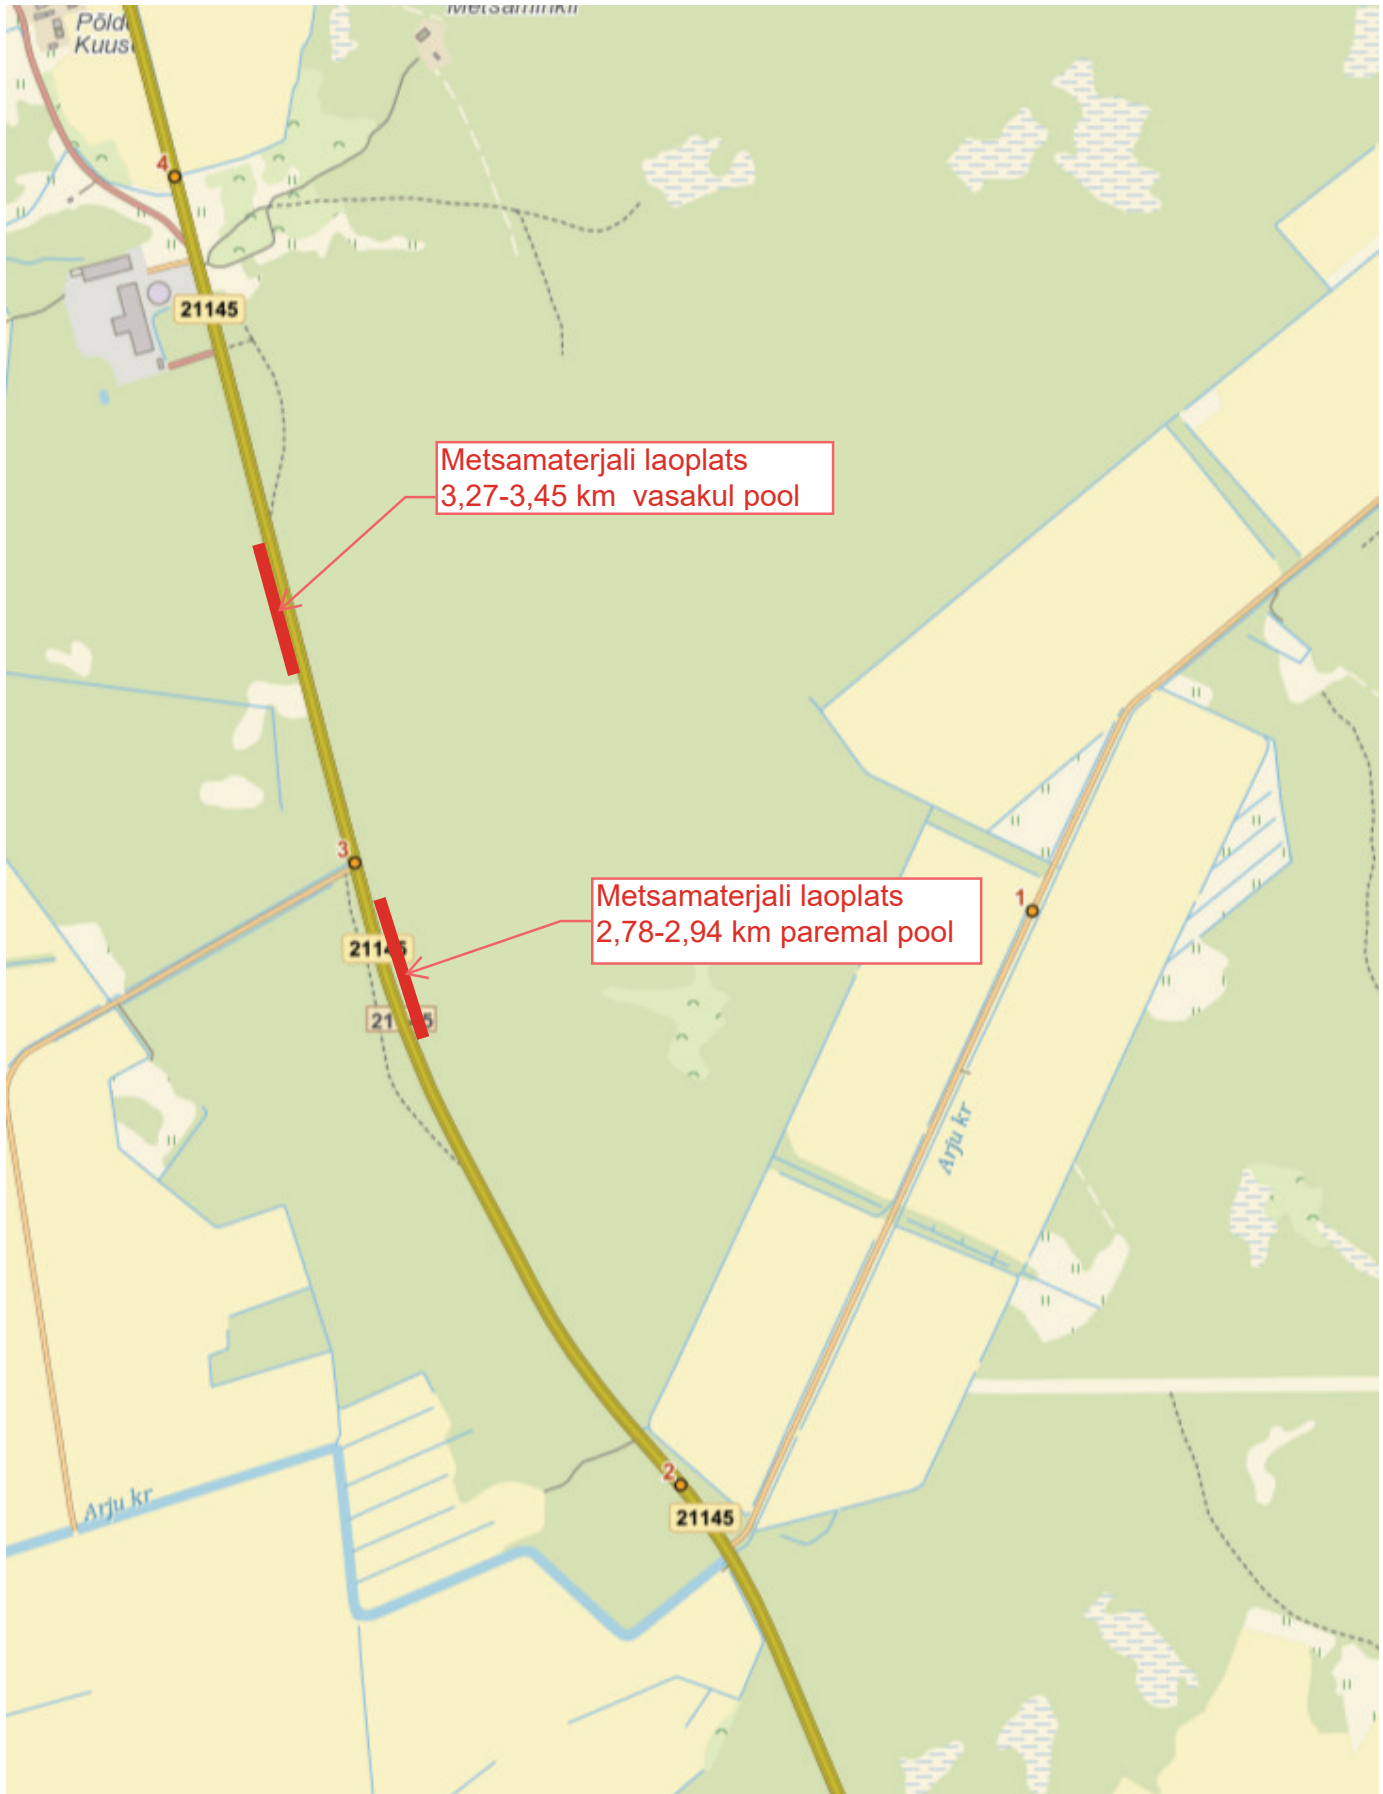 4
21145
Metsamaterjali laoplats
3,27-3,45 km vasakul pool
3
Metsamaterjali laoplats
2,78-2,94 km paremal pool
1
21145
Arju kr
2
Arju kr
21145